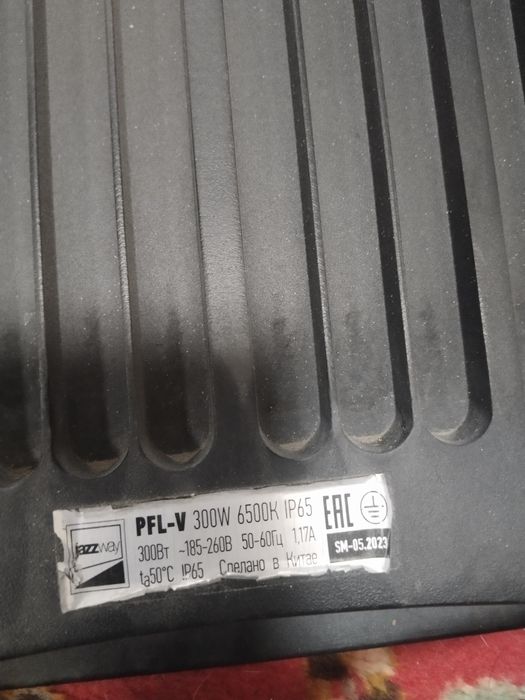 jazzway
PFL-V 300W 6500K IP65
300Вт ~185-260В 50-60Гц 1,17А
ta50°C IP65 Сделано в Китае
EAC
SM-05.2023